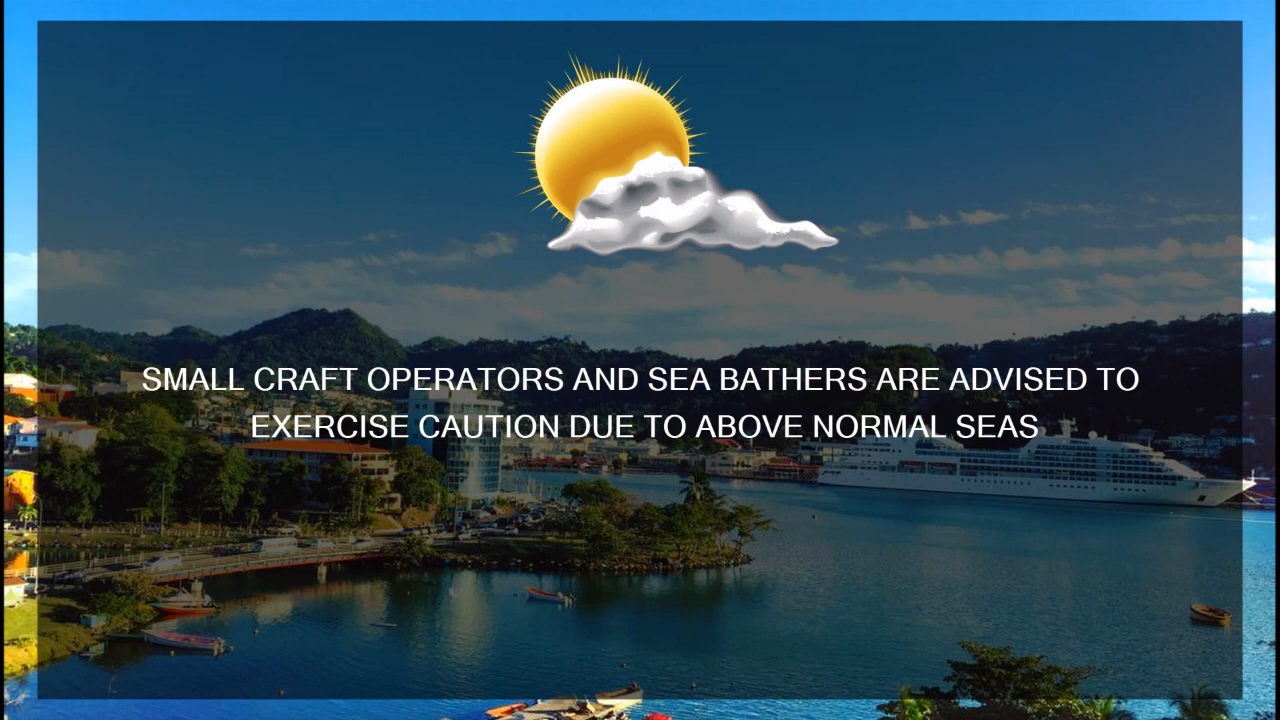 SMALL CRAFT OPERATORS AND SEA BATHERS ARE ADVISED TO
EXERCISE CAUTION DUE TO ABOVE NORMAL SEAS